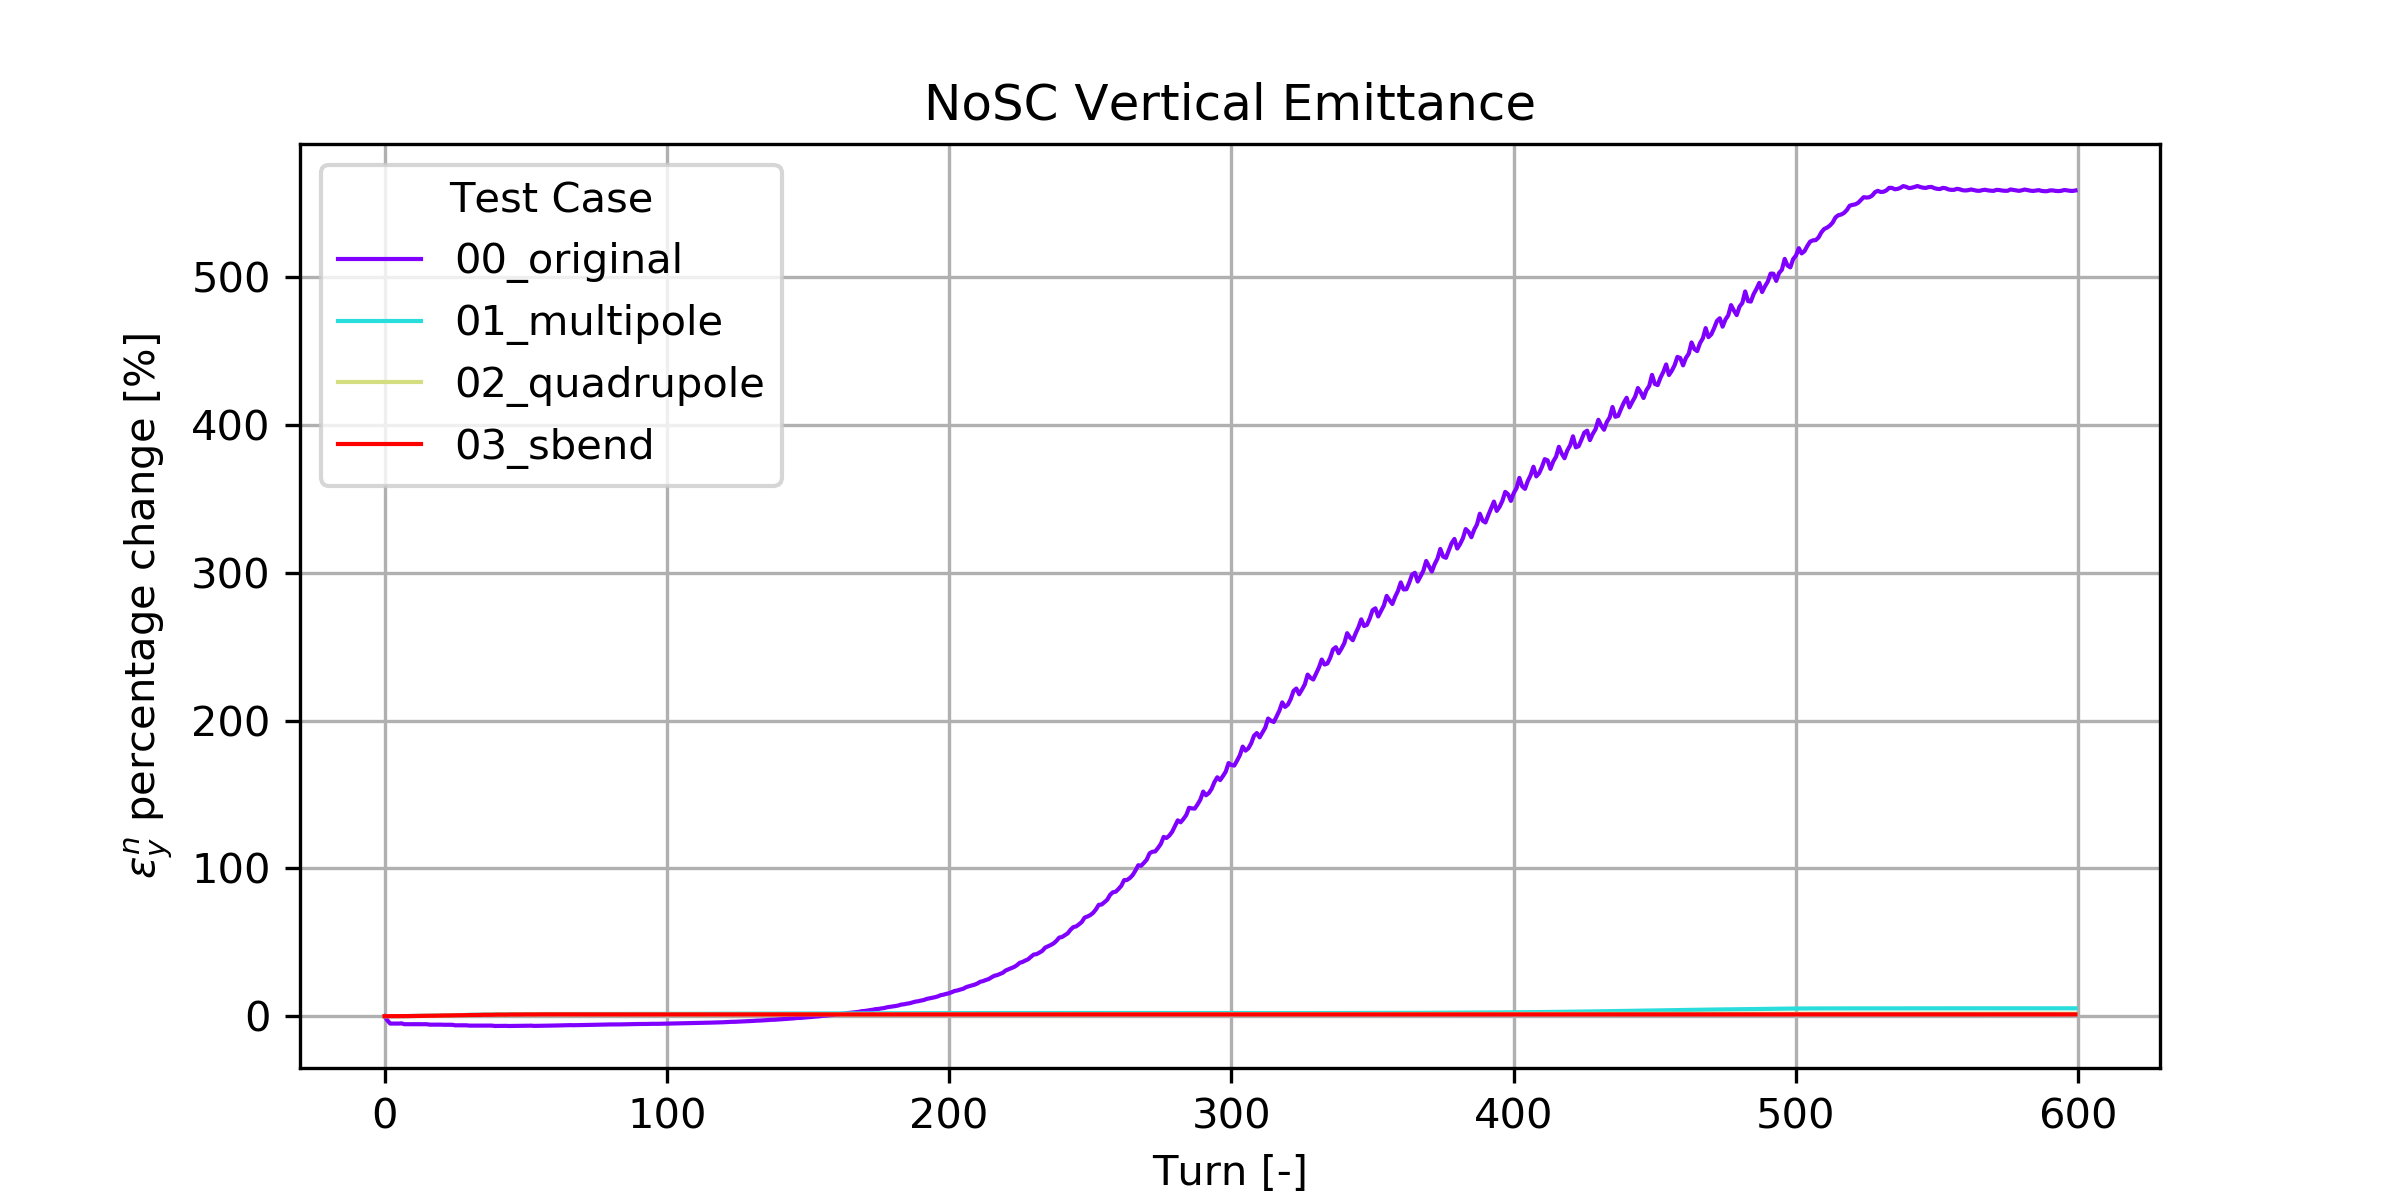 NoSC Vertical Emittance
Test Case
00_original
01_multipole
02_quadrupole
03_sbend
500
400
300
200
100
0
ε_y^n percentage change [%]
0 100 200 300 400 500 600
Turn [-]